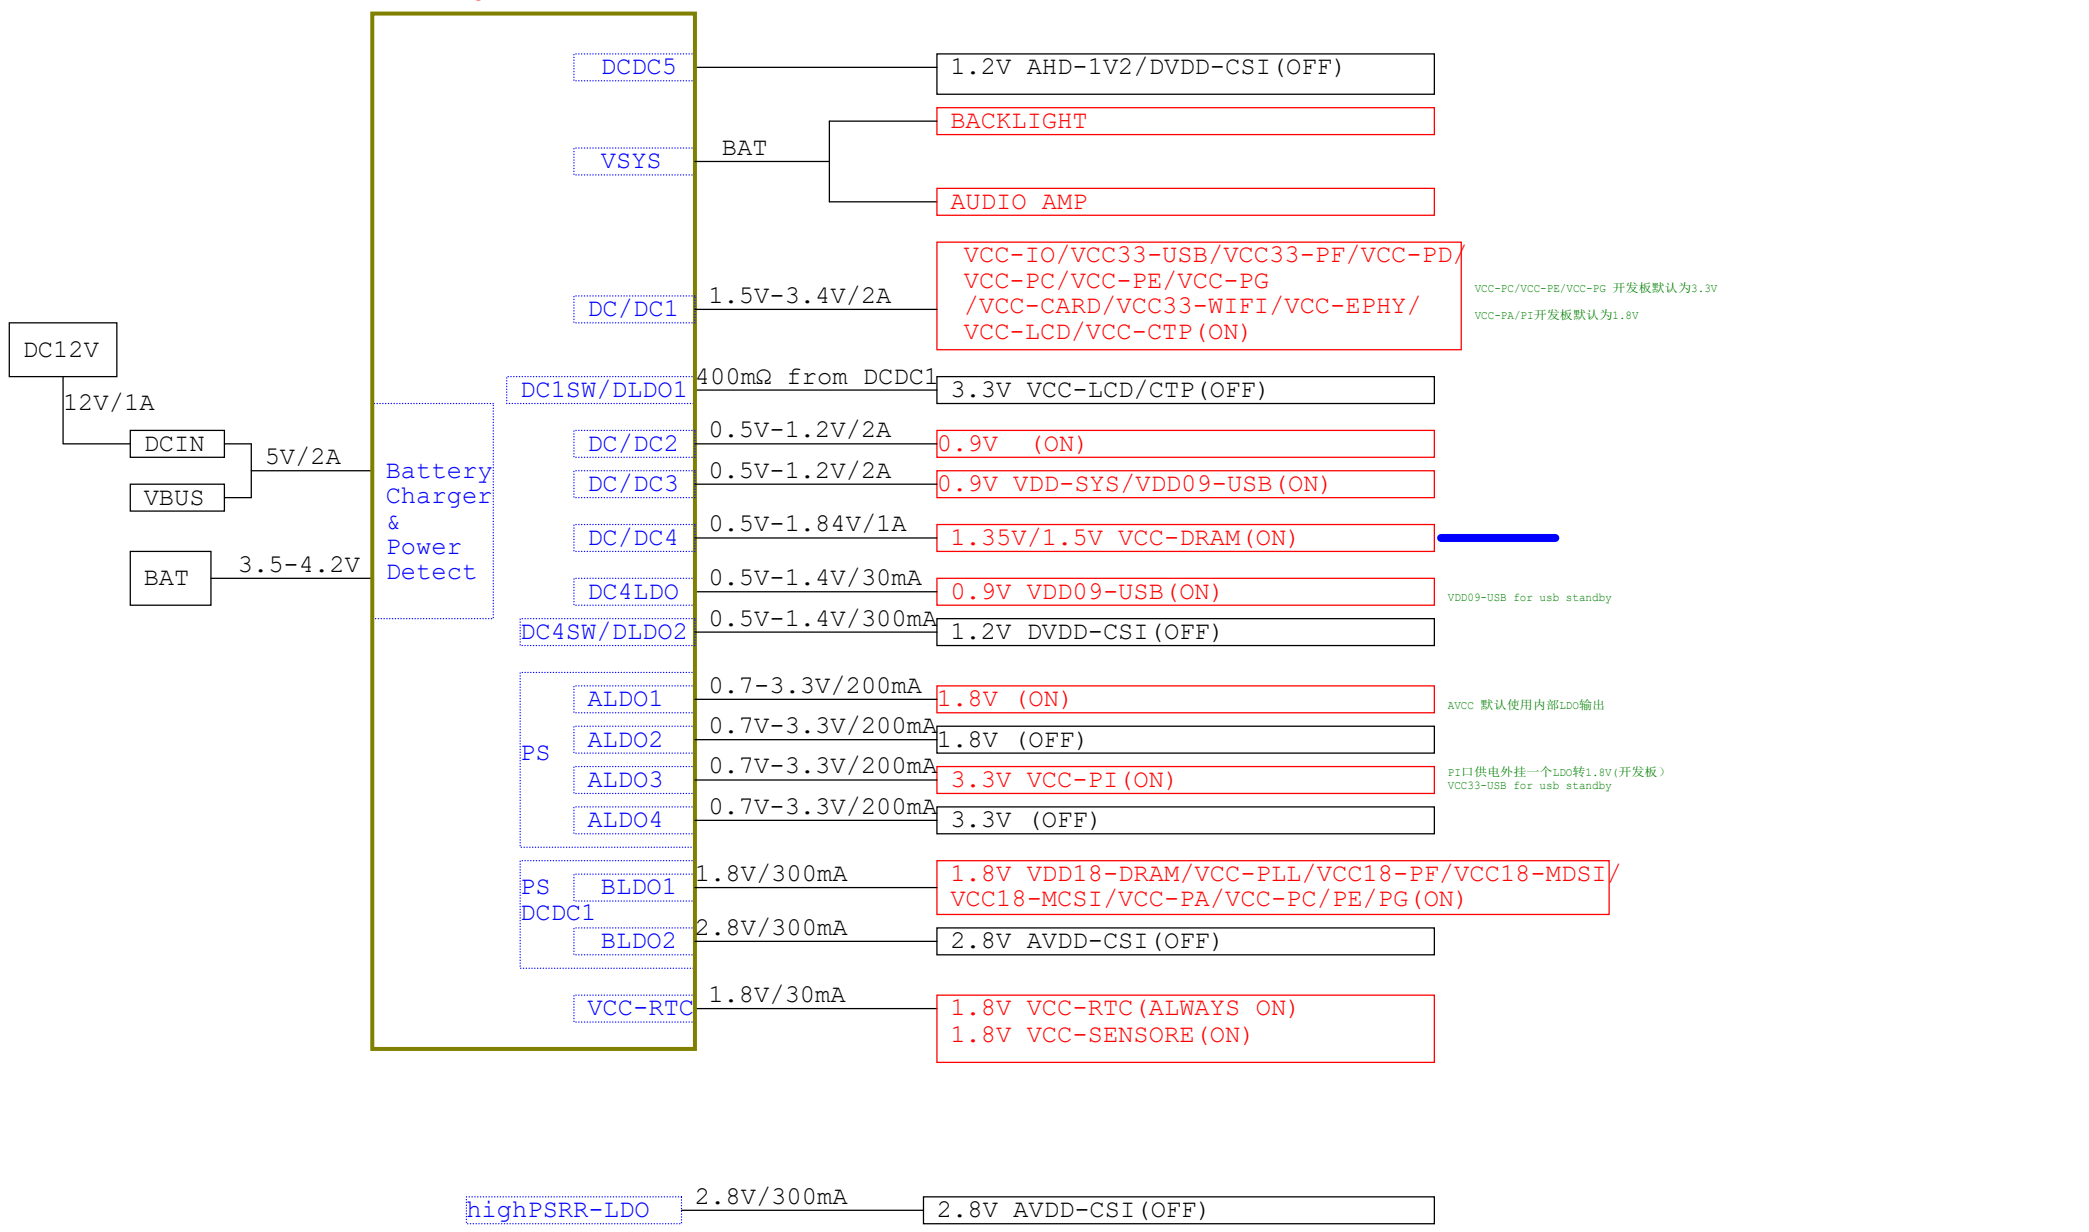 DCDC5
1.2V AHD-1V2/DVDD-CSI(OFF)
BACKLIGHT
VSYS
BAT
AUDIO AMP
DC/DC1
1.5V-3.4V/2A
VCC-IO/VCC33-USB/VCC33-PF/VCC-PD/
VCC-PC/VCC-PE/VCC-PG
/VCC-CARD/VCC33-WIFI/VCC-EPHY/
VCC-LCD/VCC-CTP(ON)
VCC-PC/VCC-PE/VCC-PG 开发板默认为3.3V
VCC-PA/PI开发板默认为1.8V
DC12V
12V/1A
DCIN
VBUS
5V/2A
BAT
3.5-4.2V
Battery
Charger
&
Power
Detect
DC1SW/DLDO1
400mΩ from DCDC1
3.3V VCC-LCD/CTP(OFF)
DC/DC2
0.5V-1.2V/2A
0.9V (ON)
DC/DC3
0.5V-1.2V/2A
0.9V VDD-SYS/VDD09-USB(ON)
DC/DC4
0.5V-1.84V/1A
1.35V/1.5V VCC-DRAM(ON)
DC4LDO
0.5V-1.4V/30mA
0.9V VDD09-USB(ON)
VDD09-USB for usb standby
DC4SW/DLDO2
0.5V-1.4V/300mA
1.2V DVDD-CSI(OFF)
PS
ALDO1
0.7-3.3V/200mA
1.8V (ON)
AVCC 默认使用内部LDO输出
ALDO2
0.7V-3.3V/200mA
1.8V (OFF)
ALDO3
0.7V-3.3V/200mA
3.3V VCC-PI(ON)
PI口供电外挂一个LDO转1.8V(开发板）
VCC33-USB for usb standby
ALDO4
0.7V-3.3V/200mA
3.3V (OFF)
PS
DCDC1
BLDO1
1.8V/300mA
1.8V VDD18-DRAM/VCC-PLL/VCC18-PF/VCC18-MDSI/
VCC18-MCSI/VCC-PA/VCC-PC/PE/PG(ON)
BLDO2
2.8V/300mA
2.8V AVDD-CSI(OFF)
VCC-RTC
1.8V/30mA
1.8V VCC-RTC(ALWAYS ON)
1.8V VCC-SENSORE(ON)
highPSRR-LDO
2.8V/300mA
2.8V AVDD-CSI(OFF)